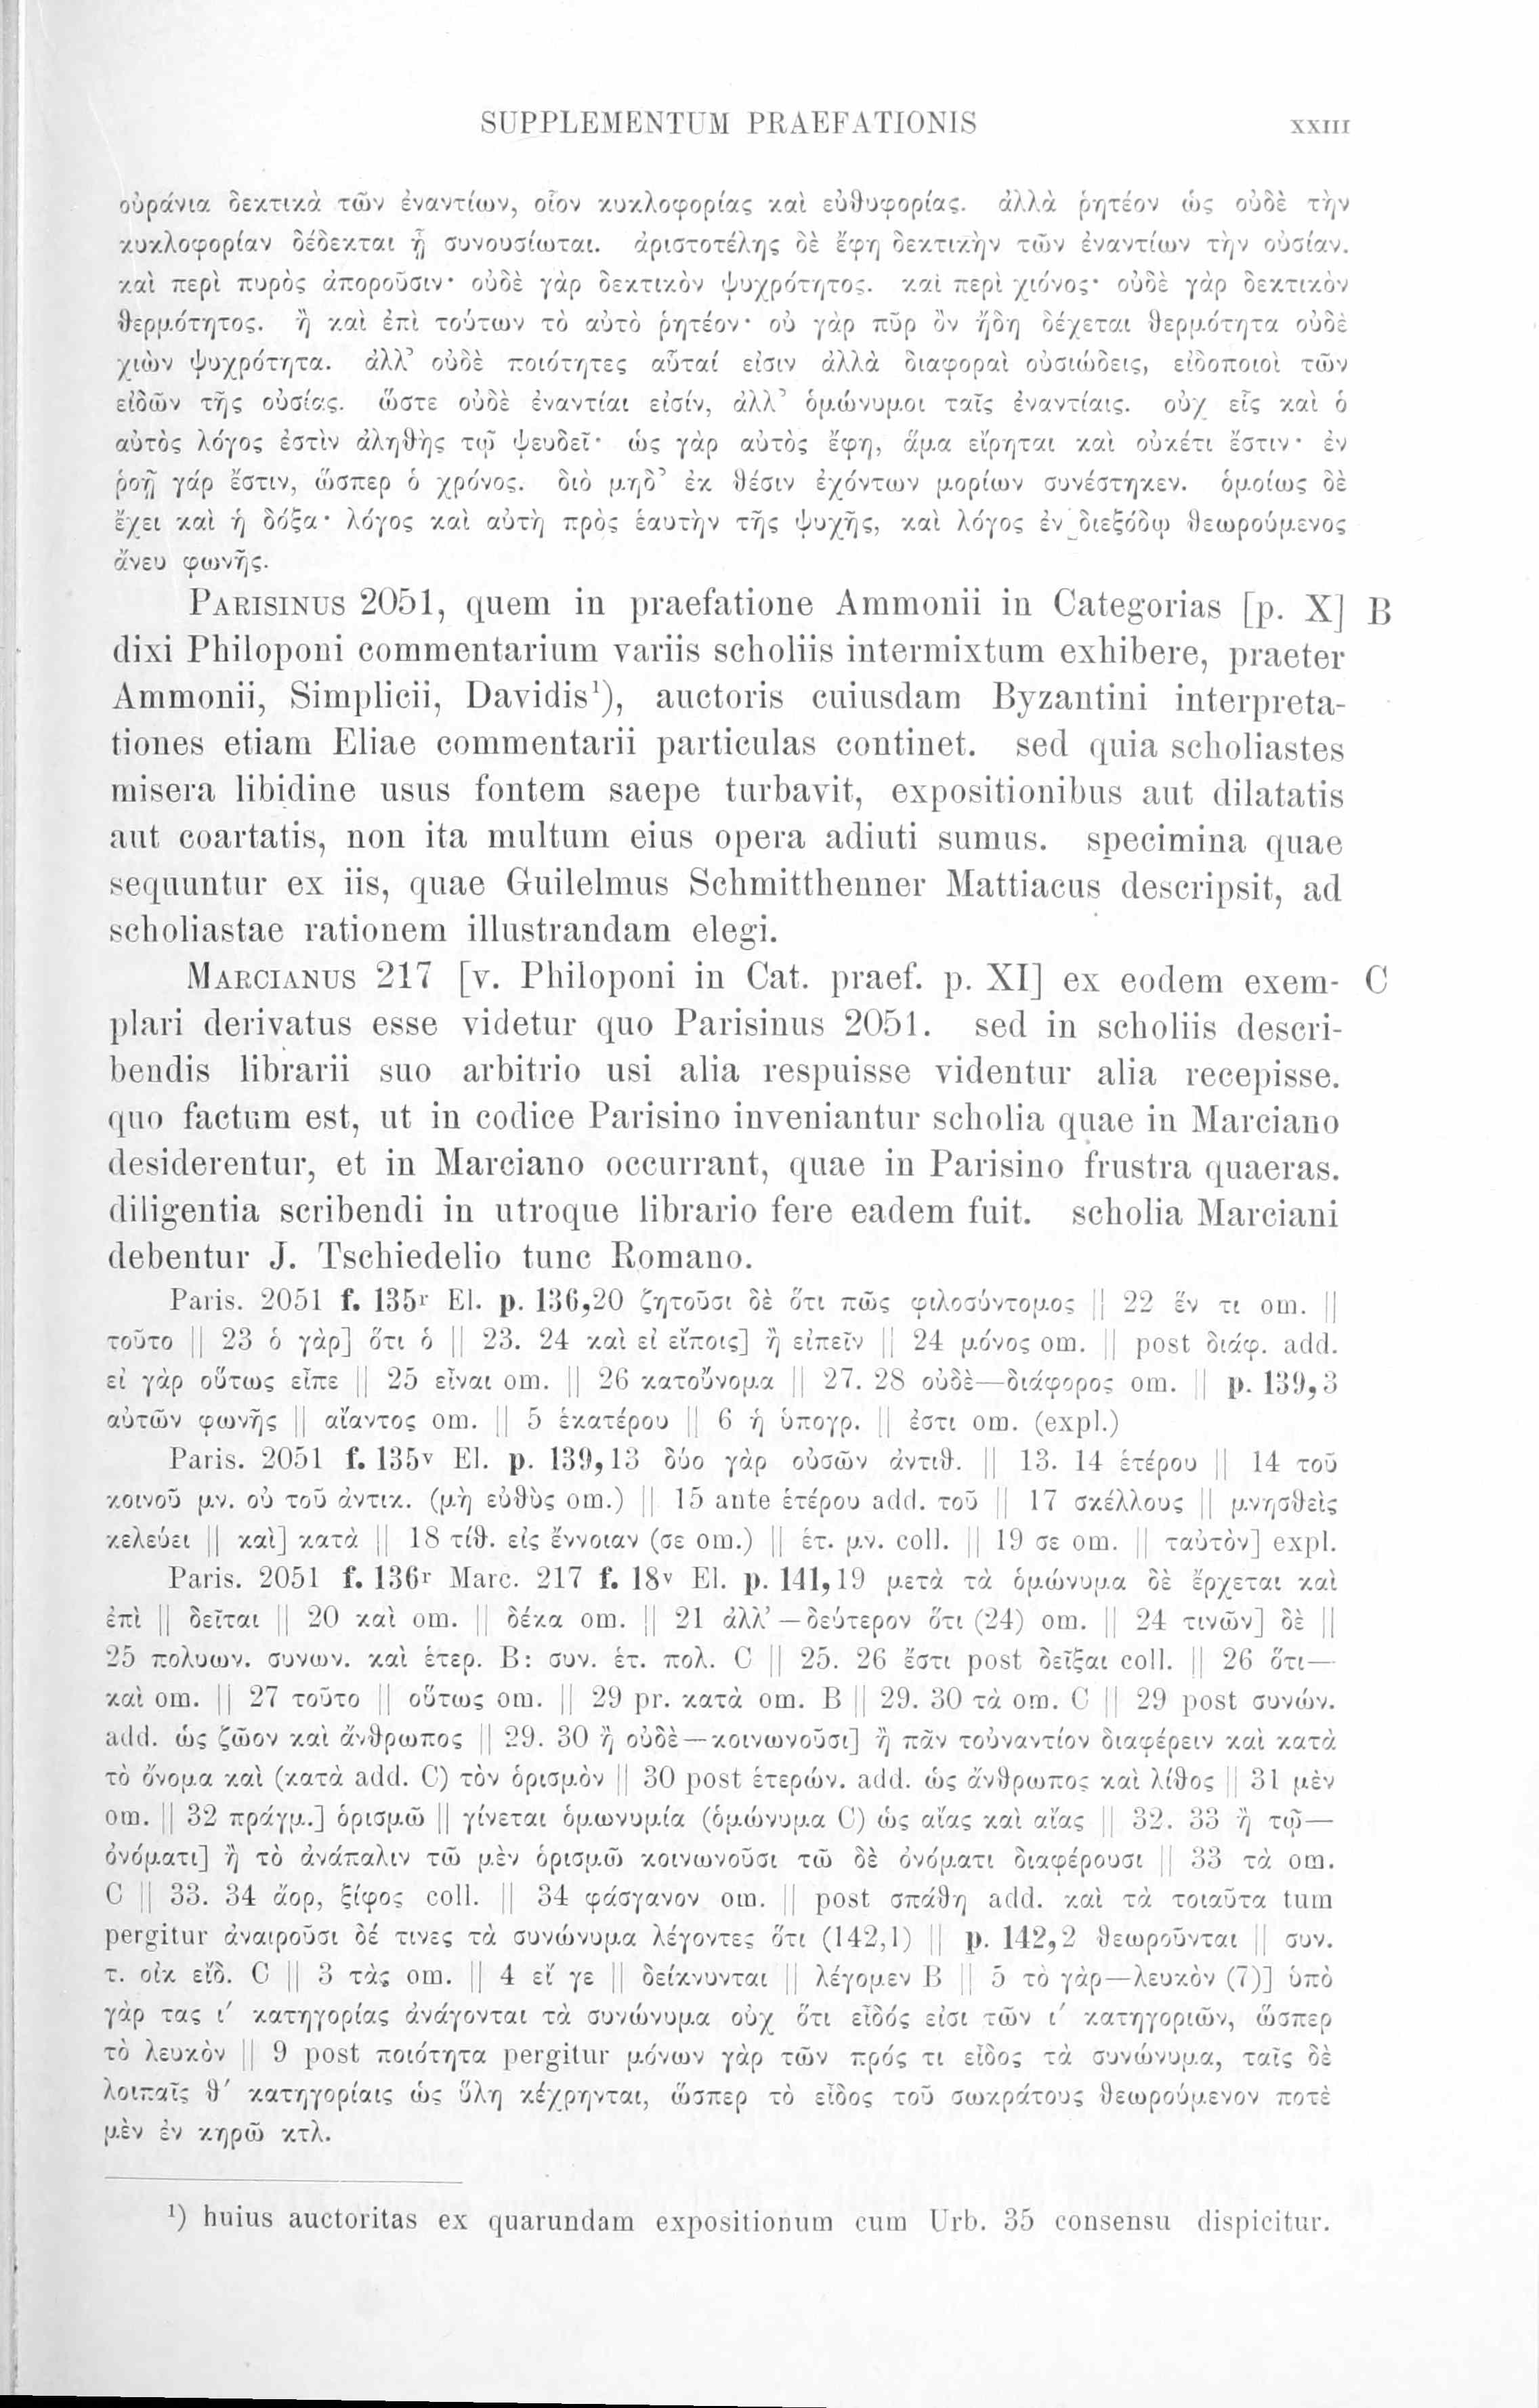 SUPPLEMENTUM PRAEFATIONIS XXIII
οὐράνια δεκτικὰ τῶν ἐναντίων, οἷον κυκλοφορίας καὶ εὐθυφορίας. ἀλλὰ ῥητέον ὡς οὐδὲ τὴν
κυκλοφορίαν δέδεκται ᾗ συνουσίωται. ἀριστοτέλης δὲ ἔφη δεκτικὴν τῶν ἐναντίων τὴν οὐσίαν.
καὶ περὶ πυρὸς ἀποροῦσιν· οὐδὲ γὰρ δεκτικὸν ψυχρότητος. καὶ περὶ χιόνος· οὐδὲ γὰρ δεκτικὸν
θερμότητος. ἢ καὶ ἐπὶ τούτων τὸ αὐτὸ ῥητέον· οὐ γὰρ πῦρ ὂν ἤδη δέχεται θερμότητα οὐδὲ
χιὼν ψυχρότητα. ἀλλ’ οὐδὲ ποιότητες αὗταί εἰσιν ἀλλὰ διαφοραὶ οὐσιώδεις, εἰδοποιοὶ τῶν
εἰδῶν τῆς οὐσίας. ὥστε οὐδὲ ἐναντίαι εἰσίν, ἀλλ’ ὁμώνυμοι ταῖς ἐναντίαις. οὐχ εἷς καὶ ὁ
αὐτὸς λόγος ἐστὶν ἀληθὴς τῷ ψευδεῖ· ὡς γὰρ αὐτὸς ἔφη, ἅμα εἴρηται καὶ οὐκέτι ἔστιν· ἐν
ῥοῇ γάρ ἔστιν, ὥσπερ ὁ χρόνος. διὸ μηδ’ ἐκ θέσιν ἐχόντων μορίων συνέστηκεν. ὁμοίως δὲ
ἔχει καὶ ἡ δόξα· λόγος καὶ αὐτὴ πρὸς ἑαυτὴν τῆς ψυχῆς, καὶ λόγος ἐν διεξόδῳ θεωρούμενος
ἄνευ φωνῆς.
PARISINUS 2051, quem in praefatione Ammonii in Categorias [p. X] B
dixi Philoponi commentarium variis scholiis intermixtum exhibere, praeter
Ammonii, Simplicii, Davidis¹), auctoris cuiusdam Byzantini interpreta-
tiones etiam Eliae commentarii particulas continet. sed quia scholiastes
misera libidine usus fontem saepe turbavit, expositionibus aut dilatatis
aut coartatis, non ita multum eius opera adiuti sumus. specimina quae
sequuntur ex iis, quae Guilelmus Schmitthenner Mattiacus descripsit, ad
scholiastae rationem illustrandam elegi.
MARCIANUS 217 [v. Philoponi in Cat. praef. p. XI] ex eodem exem- C
plari derivatus esse videtur quo Parisinus 2051. sed in scholiis descri-
bendis librarii suo arbitrio usi alia respuisse videntur alia recepisse.
quo factum est, ut in codice Parisino inveniantur scholia quae in Marciano
desiderentur, et in Marciano occurrant, quae in Parisino frustra quaeras.
diligentia scribendi in utroque librario fere eadem fuit. scholia Marciani
debentur J. Tschiedelio tunc Romano.
Paris. 2051 f. 135r El. p. 136,20 ζητοῦσι δὲ ὅτι πῶς φιλοσύντομος || 22 ἕν τι om. ||
τοῦτο || 23 ὁ γὰρ] ὅτι ὁ || 23. 24 καὶ εἰ εἴποις] ἢ εἰπεῖν || 24 μόνος om. || post διάφ. add.
εἰ γὰρ οὕτως εἶπε || 25 εἶναι om. || 26 κατοὔνομα || 27. 28 οὐδὲ—διάφορος om. || p. 139,3
αὐτῶν φωνῆς || αἴαντος om. || 5 ἑκατέρου || 6 ἡ ὑπογρ. || ἐστι om. (expl.)
Paris. 2051 f. 135v El. p. 139,13 δύο γὰρ οὐσῶν ἀντιθ. || 13. 14 ἑτέρου || 14 τοῦ
κοινοῦ μν. οὐ τοῦ ἀντικ. (μὴ εὐθὺς om.) || 15 ante ἑτέρου add. τοῦ || 17 σκέλλους || μνησθεὶς
κελεύει || καὶ] κατὰ || 18 τίθ. εἰς ἔννοιαν (σε om.) || ἑτ. μν. coll. || 19 σε om. || ταὐτὸν] expl.
Paris. 2051 f. 136r Marc. 217 f. 18v El. p. 141,19 μετὰ τὰ ὁμώνυμα δὲ ἔρχεται καὶ
ἐπὶ || δεῖται || 20 καὶ om. || δέκα om. || 21 ἀλλ’ — δεύτερον ὅτι (24) om. || 24 τινῶν] δὲ ||
25 πολυων. συνων. καὶ ἑτερ. B: συν. ἑτ. πολ. C || 25. 26 ἔστι post δεῖξαι coll. || 26 ὅτι—
καὶ om. || 27 τοῦτο || οὕτως om. || 29 pr. κατὰ om. B || 29. 30 τὰ om. C || 29 post συνών.
add. ὡς ζῶον καὶ ἄνθρωπος || 29. 30 ἢ οὐδὲ—κοινωνοῦσι] ἢ πᾶν τοὐναντίον διαφέρειν καὶ κατὰ
τὸ ὄνομα καὶ (κατὰ add. C) τὸν ὁρισμὸν || 30 post ἑτερών. add. ὡς ἄνθρωπος καὶ λίθος || 31 μὲν
om. || 32 πράγμ.] ὁρισμῶ || γίνεται ὁμωνυμία (ὁμώνυμα C) ὡς αἴας καὶ αἴας || 32. 33 ἢ τῷ—
ὀνόματι] ἢ τὸ ἀνάπαλιν τῶ μὲν ὁρισμῶ κοινωνοῦσι τῶ δὲ ὀνόματι διαφέρουσι || 33 τὰ om.
C || 33. 34 ἄορ, ξίφος coll. || 34 φάσγανον om. || post σπάθη add. καὶ τὰ τοιαῦτα tum
pergitur ἀναιροῦσι δέ τινες τὰ συνώνυμα λέγοντες ὅτι (142,1) || p. 142,2 θεωροῦνται || συν.
τ. οἰκ εἴδ. C || 3 τὰς om. || 4 εἴ γε || δείκνυνται || λέγομεν B || 5 τὸ γὰρ—λευκὸν (7)] ὑπὸ
γὰρ τας ι′ κατηγορίας ἀνάγονται τὰ συνώνυμα οὐχ ὅτι εἶδός εἰσι τῶν ι′ κατηγοριῶν, ὥσπερ
τὸ λευκὸν || 9 post ποιότητα pergitur μόνων γὰρ τῶν πρός τι εἶδος τὰ συνώνυμα, ταῖς δὲ
λοιπαῖς θ′ κατηγορίαις ὡς ὕλη κέχρηνται, ὥσπερ τὸ εἶδος τοῦ σωκράτους θεωρούμενον ποτὲ
μὲν ἐν κηρῶ κτλ.
¹) huius auctoritas ex quarundam expositionum cum Urb. 35 consensu dispicitur.